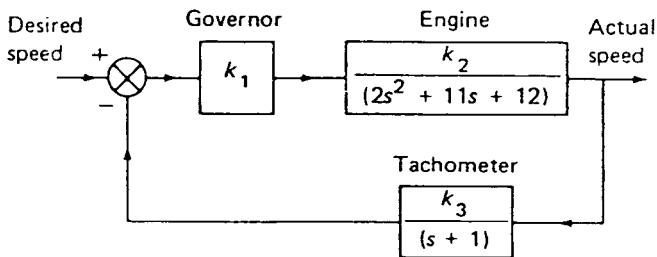 Governor
Engine
Desired
speed
Actual
speed
+
−
k₁
k₂
(2s² + 11s + 12)
Tachometer
k₃
(s + 1)